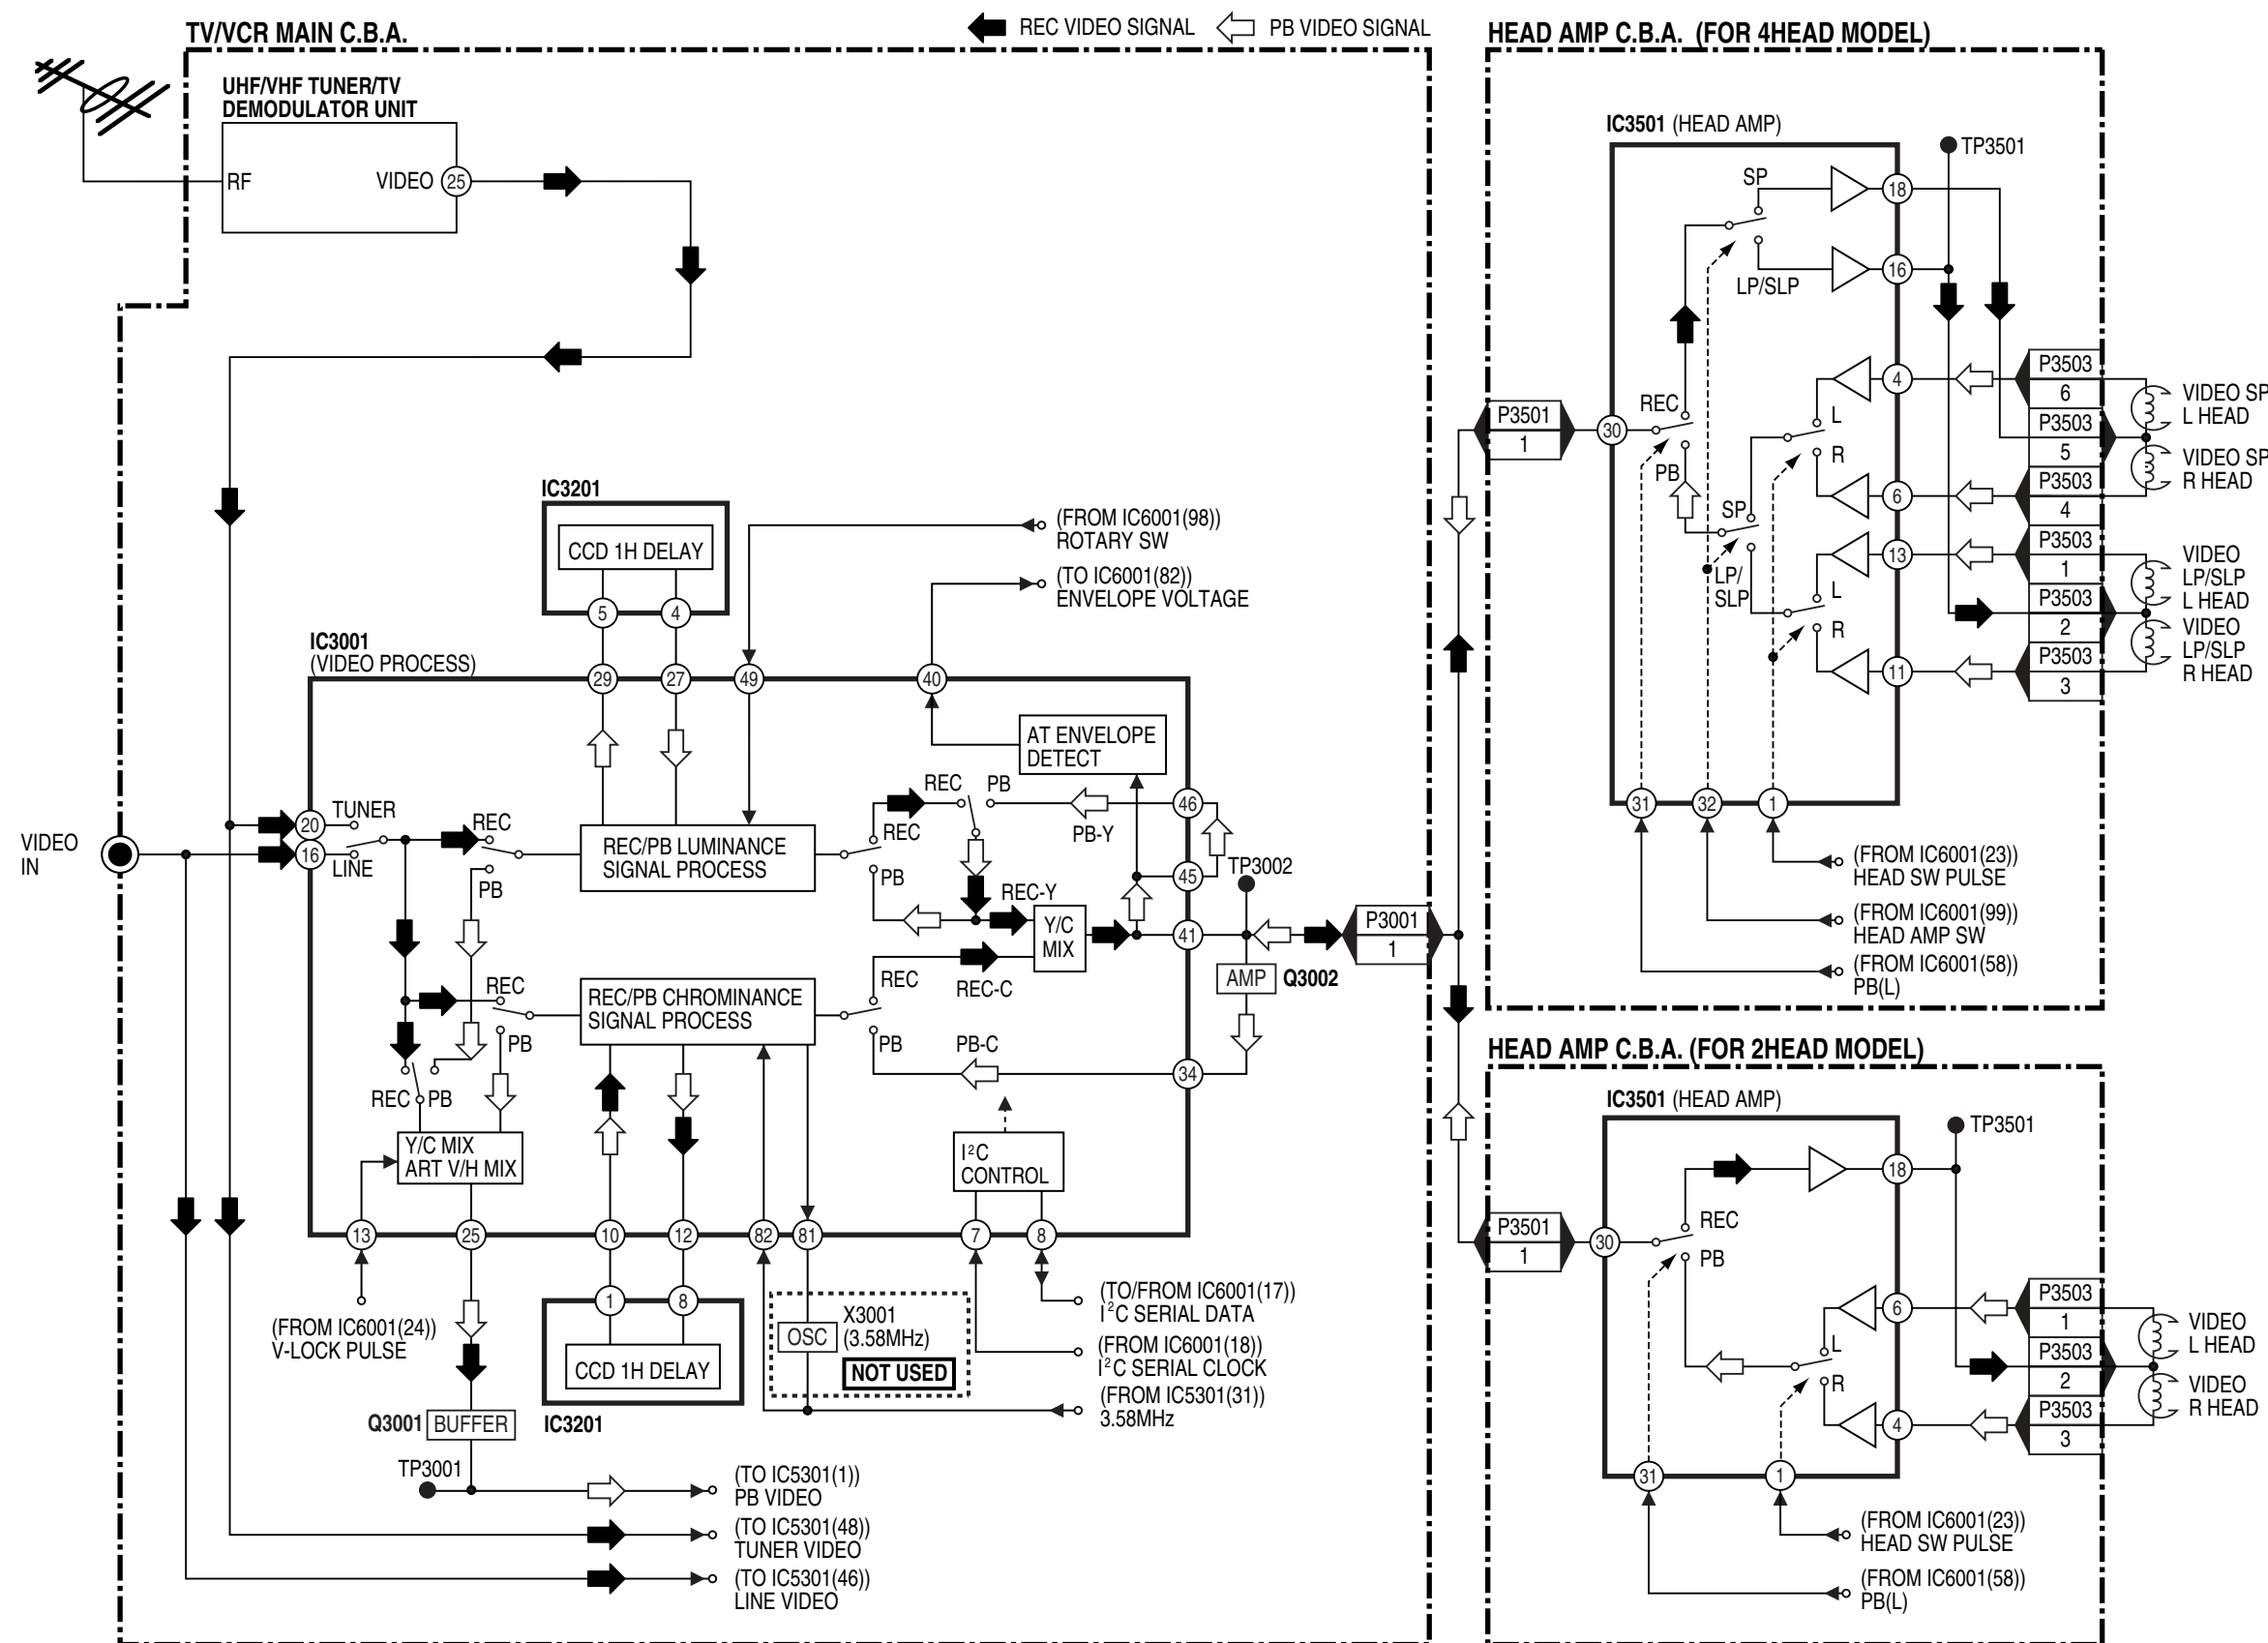 TV/VCR MAIN C.B.A.
REC VIDEO SIGNAL
PB VIDEO SIGNAL
UHF/VHF TUNER/TV
DEMODULATOR UNIT
RF
VIDEO
25
IC3201
CCD 1H DELAY
5
4
(FROM IC6001(98))
ROTARY SW
(TO IC6001(82))
ENVELOPE VOLTAGE
IC3001
(VIDEO PROCESS)
29
27
49
40
AT ENVELOPE
DETECT
VIDEO
IN
20
TUNER
16
LINE
REC
PB
REC/PB LUMINANCE
SIGNAL PROCESS
REC
PB
REC
PB
PB-Y
46
45
TP3002
REC-Y
Y/C
MIX
41
P3001
1
AMP
Q3002
REC
PB
REC/PB CHROMINANCE
SIGNAL PROCESS
REC
PB
REC-C
PB-C
34
REC
PB
Y/C MIX
ART V/H MIX
I²C
CONTROL
13
25
10
12
82
81
7
8
(FROM IC6001(24))
V-LOCK PULSE
1
8
CCD 1H DELAY
IC3201
OSC
X3001
(3.58MHz)
NOT USED
(TO/FROM IC6001(17))
I²C SERIAL DATA
(FROM IC6001(18))
I²C SERIAL CLOCK
(FROM IC5301(31))
3.58MHz
Q3001
BUFFER
TP3001
(TO IC5301(1))
PB VIDEO
(TO IC5301(48))
TUNER VIDEO
(TO IC5301(46))
LINE VIDEO
HEAD AMP C.B.A. (FOR 4HEAD MODEL)
IC3501 (HEAD AMP)
TP3501
SP
18
LP/SLP
16
P3501
1
30
REC
PB
L
R
4
6
SP
LP/
SLP
L
R
13
11
P3503
6
P3503
5
P3503
4
P3503
1
P3503
2
P3503
3
VIDEO SP
L HEAD
VIDEO SP
R HEAD
VIDEO
LP/SLP
L HEAD
VIDEO
LP/SLP
R HEAD
31
32
1
(FROM IC6001(23))
HEAD SW PULSE
(FROM IC6001(99))
HEAD AMP SW
(FROM IC6001(58))
PB(L)
HEAD AMP C.B.A. (FOR 2HEAD MODEL)
IC3501 (HEAD AMP)
TP3501
18
P3501
1
30
REC
PB
L
R
6
4
P3503
1
P3503
2
P3503
3
VIDEO
L HEAD
VIDEO
R HEAD
31
1
(FROM IC6001(23))
HEAD SW PULSE
(FROM IC6001(58))
PB(L)